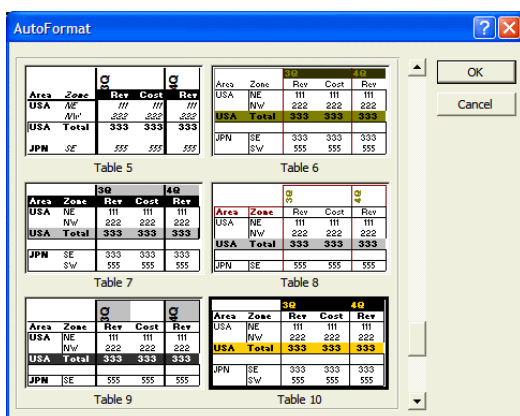 AutoFormat
OK
Cancel
3Q 4Q
Area Zone Rev Cost Rev
USA NE 111 111 111
NW 222 222 222
USA Total 333 333 333
JPN SE 555 555 555
Table 5
3Q 4Q
Area Zone Rev Cost Rev
USA NE 111 111 111
NW 222 222 222
USA Total 333 333 333
JPN SE 333 333 333
SW 555 555 555
Table 6
3Q 4Q
Area Zone Rev Cost Rev
USA NE 111 111 111
NW 222 222 222
USA Total 333 333 333
JPN SE 333 333 333
SW 555 555 555
Table 7
3Q 4Q
Area Zone Rev Cost Rev
USA NE 111 111 111
NW 222 222 222
USA Total 333 333 333
JPN SE 555 555 555
Table 8
3Q 4Q
Area Zone Rev Cost Rev
USA NE 111 111 111
NW 222 222 222
USA Total 333 333 333
JPN SE 555 555 555
Table 9
3Q 4Q
Area Zone Rev Cost Rev
USA NE 111 111 111
NW 222 222 222
USA Total 333 333 333
JPN SE 333 333 333
SW 555 555 555
Table 10